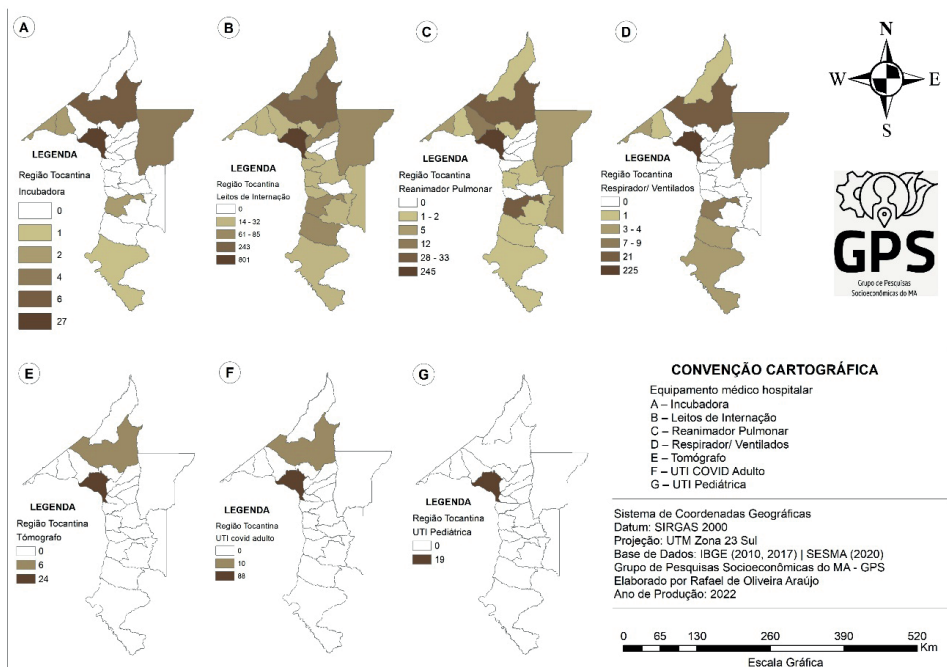 A
LEGENDA
Região Tocantina
Incubadora
0
1
2
4
6
27
B
LEGENDA
Região Tocantina
Leitos de Internação
0
14 - 32
61 - 85
243
801
C
LEGENDA
Região Tocantina
Reanimador Pulmonar
0
1 - 2
5
12
28 - 33
245
D
LEGENDA
Região Tocantina
Respirador/ Ventilados
0
1
3 - 4
7 - 9
21
225
N
W
E
S
GPS
Grupo de Pesquisas
Socioeconômicas do MA
E
LEGENDA
Região Tocantina
Tómografo
0
6
24
F
LEGENDA
Região Tocantina
UTI covid adulto
0
10
88
G
LEGENDA
Região Tocantina
UTI Pediátrica
0
19
CONVENÇÃO CARTOGRÁFICA
Equipamento médico hospitalar
A – Incubadora
B – Leitos de Internação
C – Reanimador Pulmonar
D – Respirador/ Ventilados
E – Tomógrafo
F – UTI COVID Adulto
G – UTI Pediátrica
Sistema de Coordenadas Geográficas
Datum: SIRGAS 2000
Projeção: UTM Zona 23 Sul
Base de Dados: IBGE (2010, 2017) | SESMA (2020)
Grupo de Pesquisas Socioeconômicas do MA - GPS
Elaborado por Rafael de Oliveira Araújo
Ano de Produção: 2022
0 65 130 260 390 520
Km
Escala Gráfica